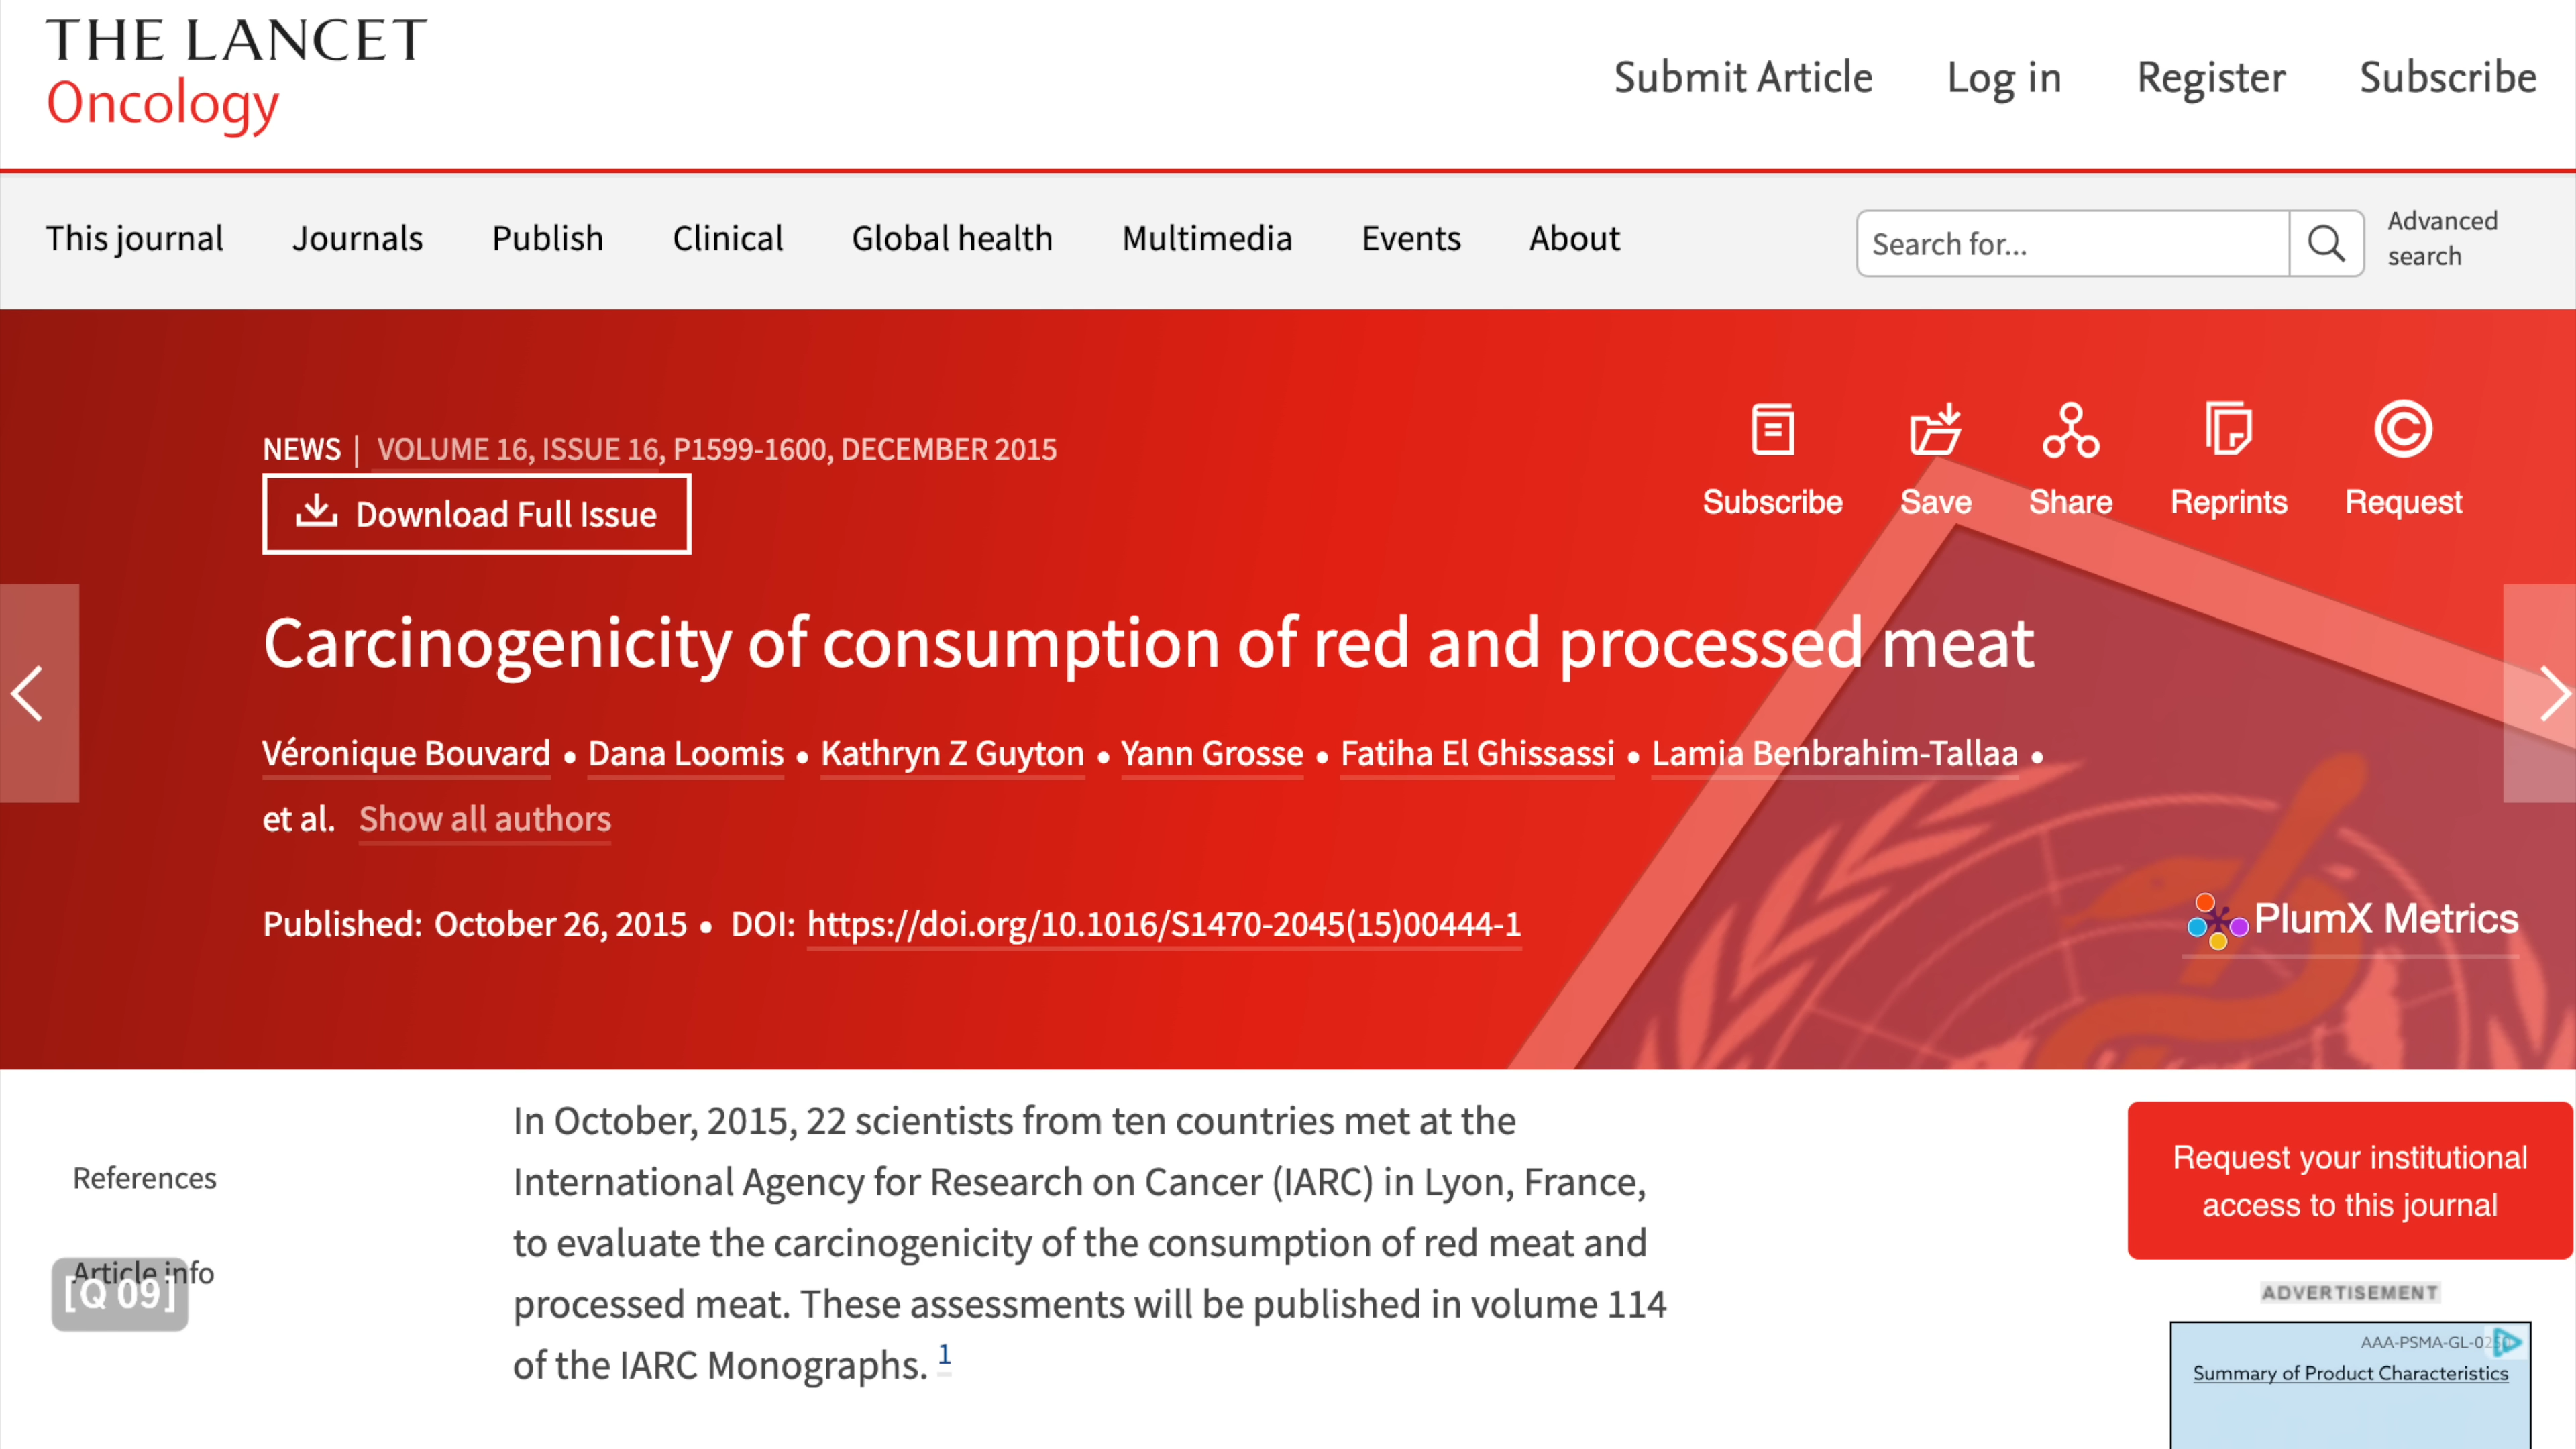 THE LANCET
Oncology
Submit Article Log in Register Subscribe
This journal Journals Publish Clinical Global health Multimedia Events About
Search for...
Advanced
search
NEWS | VOLUME 16, ISSUE 16, P1599-1600, DECEMBER 2015
Download Full Issue
Subscribe Save Share Reprints Request
Carcinogenicity of consumption of red and processed meat
Véronique Bouvard • Dana Loomis • Kathryn Z Guyton • Yann Grosse • Fatiha El Ghissassi • Lamia Benbrahim-Tallaa •
et al. Show all authors
Published: October 26, 2015 • DOI: https://doi.org/10.1016/S1470-2045(15)00444-1
PlumX Metrics
References
Article info
[Q 09]
In October, 2015, 22 scientists from ten countries met at the
International Agency for Research on Cancer (IARC) in Lyon, France,
to evaluate the carcinogenicity of the consumption of red meat and
processed meat. These assessments will be published in volume 114
of the IARC Monographs. 1
Request your institutional
access to this journal
ADVERTISEMENT
Summary of Product Characteristics